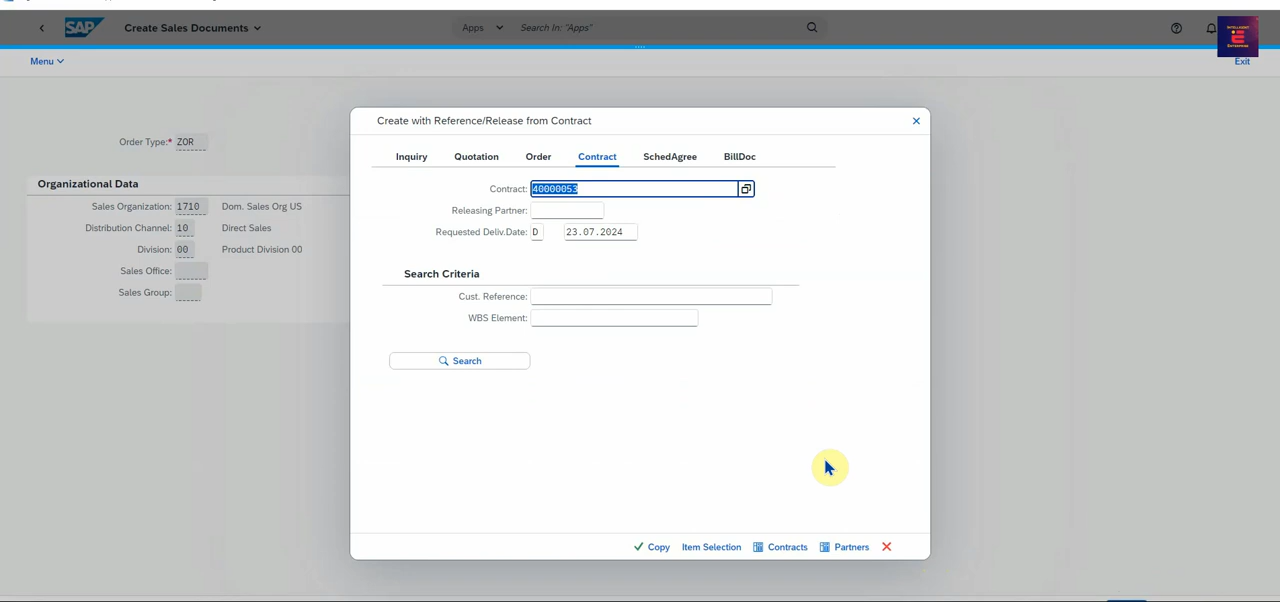 SAP Create Sales Documents Apps Search In: "Apps"
INTELLIGENT
ENTERPRISE
Menu Exit
Create with Reference/Release from Contract
Order Type:* ZOR
Inquiry Quotation Order Contract SchedAgree BillDoc
Organizational Data
Contract: 40000053
Sales Organization: 1710 Dom. Sales Org US
Releasing Partner:
Distribution Channel: 10 Direct Sales
Requested Deliv.Date: D 23.07.2024
Division: 00 Product Division 00
Sales Office:
Search Criteria
Sales Group:
Cust. Reference:
WBS Element:
Search
Copy Item Selection Contracts Partners